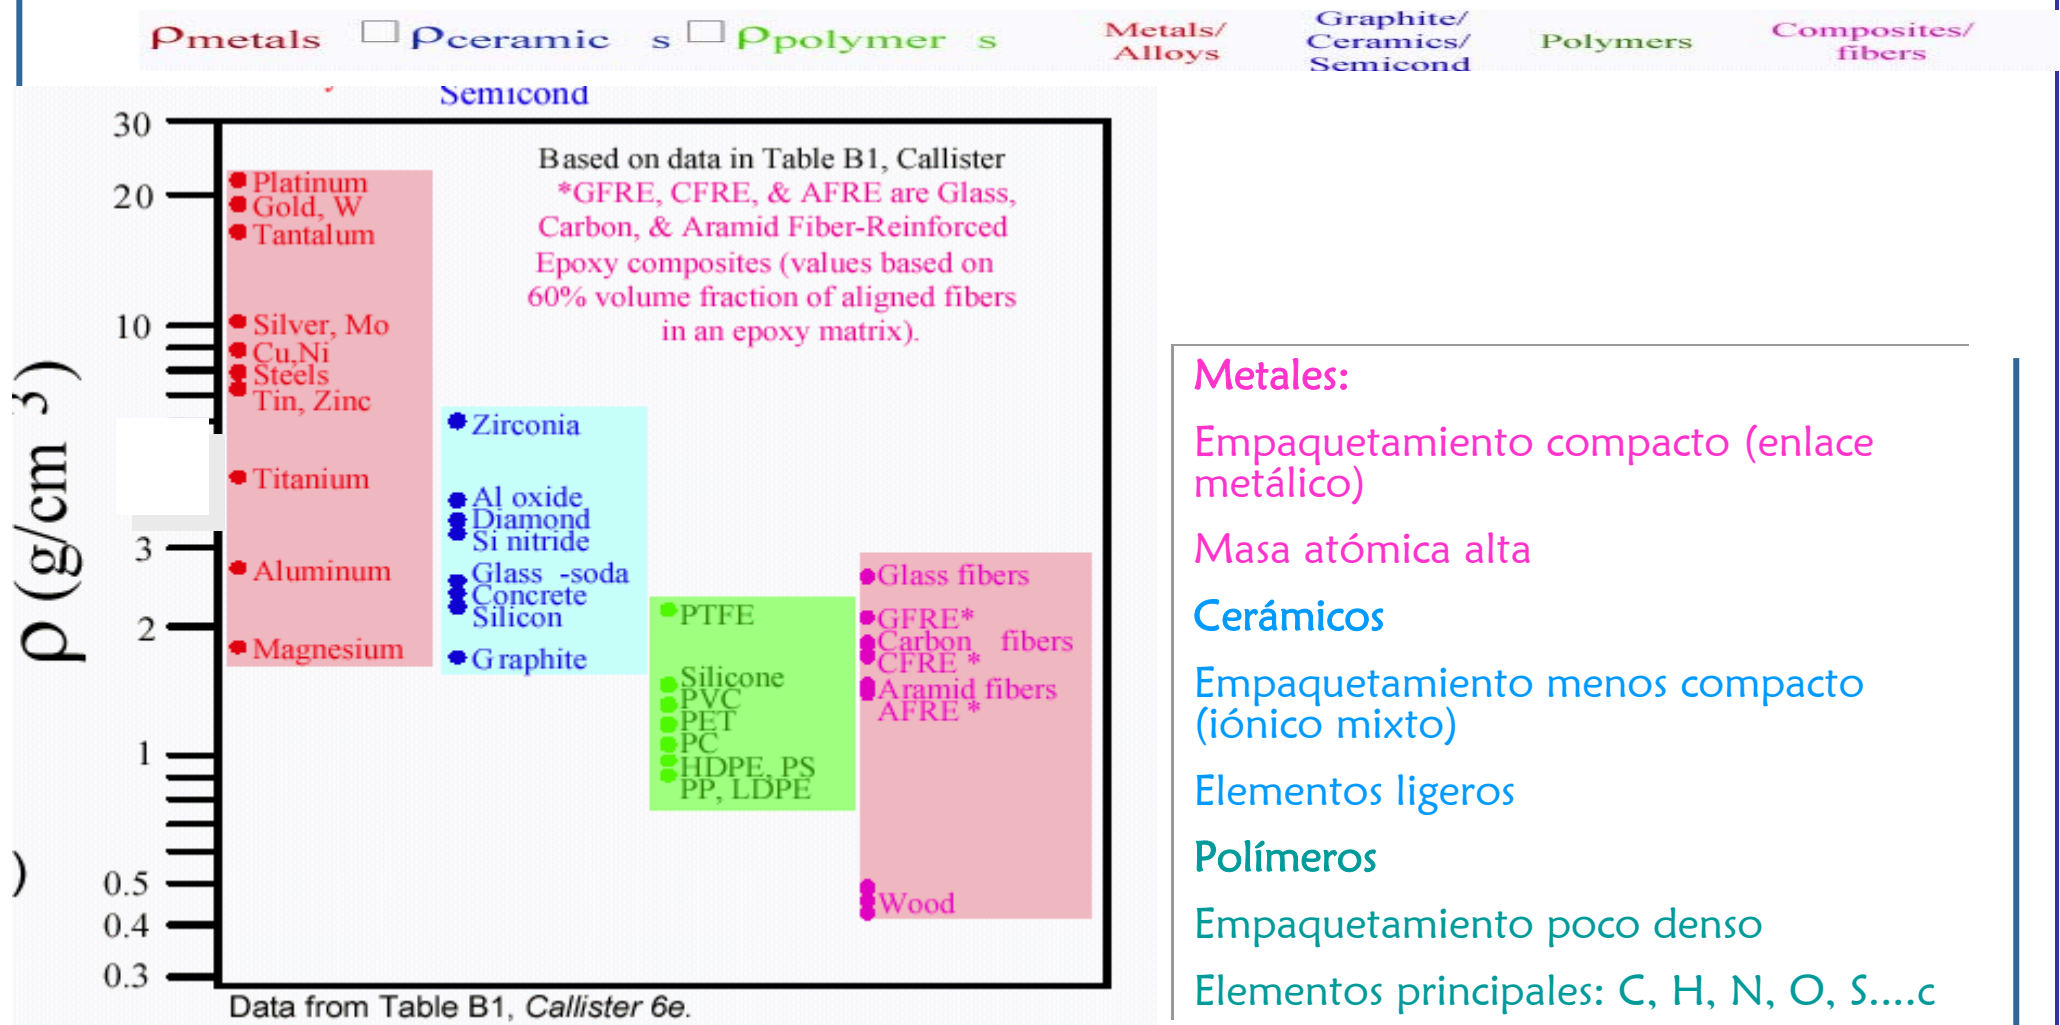 ρmetals □ ρceramic s □ ρpolymer s
Metals/
Alloys
Graphite/
Ceramics/
Semicond
Polymers
Composites/
fibers
Semicond
30
20
10
3
2
1
0.5
0.4
0.3
ρ (g/cm 3)
)
Based on data in Table B1, Callister
*GFRE, CFRE, & AFRE are Glass,
Carbon, & Aramid Fiber-Reinforced
Epoxy composites (values based on
60% volume fraction of aligned fibers
in an epoxy matrix).
Platinum
Gold, W
Tantalum
Silver, Mo
Cu,Ni
Steels
Tin, Zinc
Titanium
Aluminum
Magnesium
Zirconia
Al oxide
Diamond
Si nitride
Glass -soda
Concrete
Silicon
Graphite
PTFE
Silicone
PVC
PET
PC
HDPE, PS
PP, LDPE
Glass fibers
GFRE*
Carbon fibers
CFRE *
Aramid fibers
AFRE *
Wood
Data from Table B1, Callister 6e.
Metales:
Empaquetamiento compacto (enlace
metálico)
Masa atómica alta
Cerámicos
Empaquetamiento menos compacto
(iónico mixto)
Elementos ligeros
Polímeros
Empaquetamiento poco denso
Elementos principales: C, H, N, O, S....c